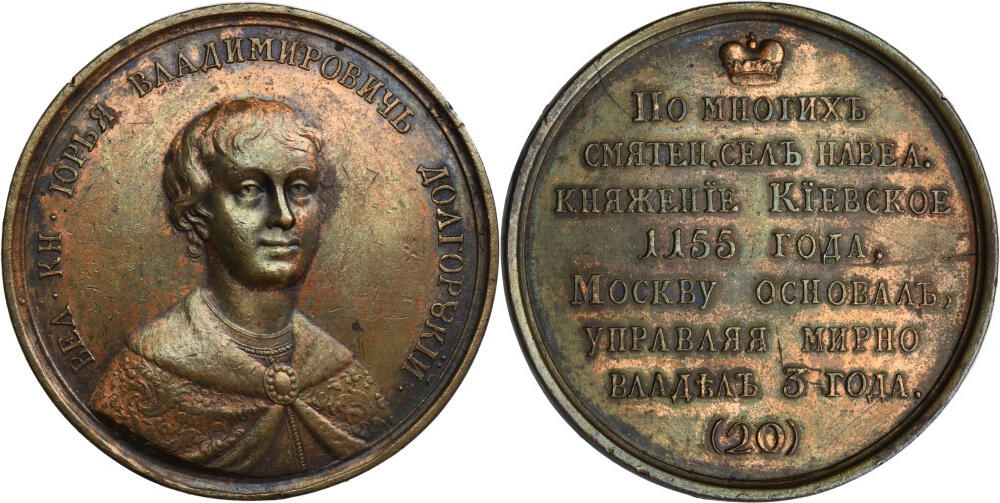 ВЕЛ · КН · ЮРЬЯ ВЛАДИМИРОВИЧЬ ДОЛГОРꙋКІЙ.
ПО МНОГИХЪ
СМЯТЕН. СЕЛЪ НАВЕЛ.
КНЯЖЕНЇЕ КЇЕВСКОЕ
1155 ГОДА,
МОСКВУ ОСНОВАЛЪ,
УПРАВЛЯЯ МИРНО
ВЛАДѢЛЪ 3 ГОДА.
(20)